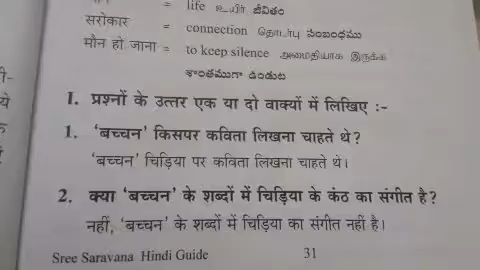 = life உயிர் జీవితం
सरोकार = connection தொடர்பு సంబంధము
मौन हो जाना = to keep silence அமைதியாக இருக்க
శాంతముగా ఉండుట
I. प्रश्नों के उत्तर एक या दो वाक्यों में लिखिए :-
1. ‘बच्चन’ किसपर कविता लिखना चाहते थे?
‘बच्चन’ चिड़िया पर कविता लिखना चाहते थे।
2. क्या ‘बच्चन’ के शब्दों में चिड़िया के कंठ का संगीत है?
नहीं, ‘बच्चन’ के शब्दों में चिड़िया का संगीत नहीं है।
Sree Saravana Hindi Guide 31